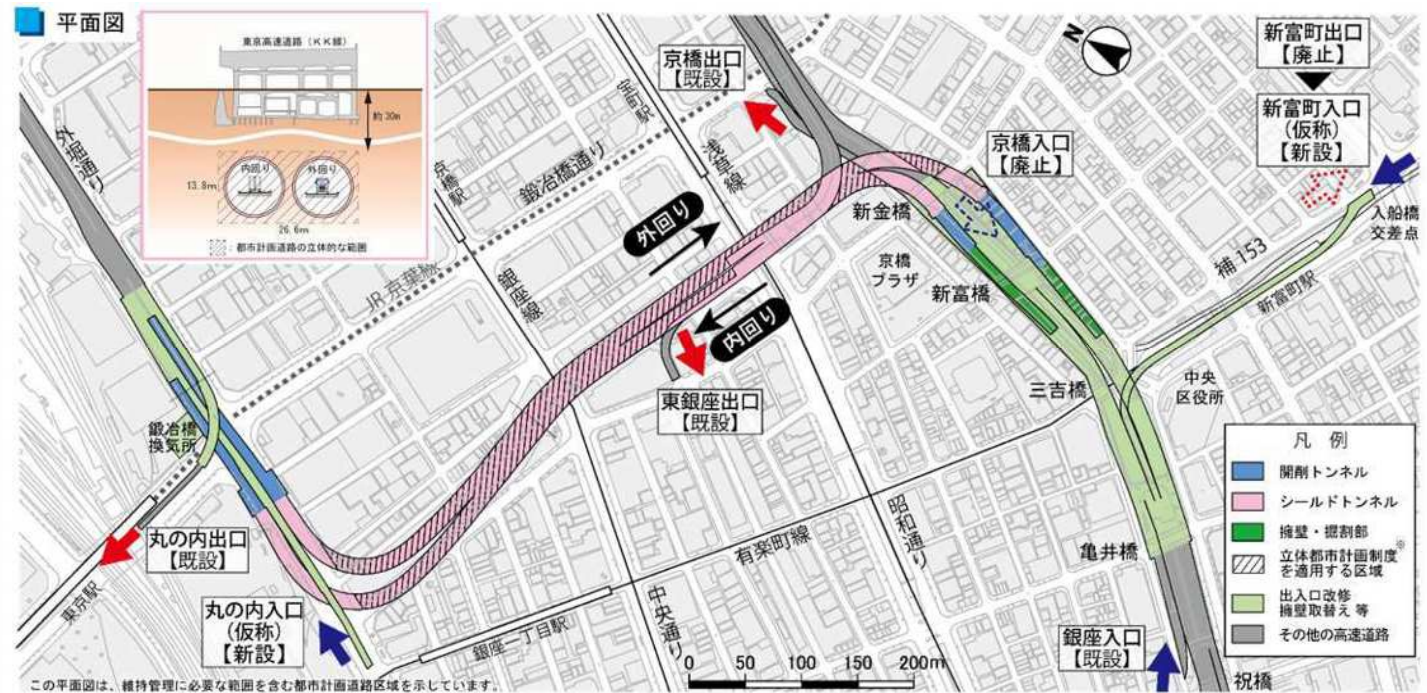 平面図
東京高速道路（KK線）
約30m
内回り
外回り
13.8m
26.6m
：都市計画道路の立体的な範囲
外堀通り
京橋駅
宝町駅
浅草線
鍛冶橋通り
JR京葉線
銀座線
京橋出口
【既設】
N
新富町出口
【廃止】
新富町入口
（仮称）
【新設】
京橋入口
【廃止】
入船橋
交差点
外回り
内回り
新金橋
京橋
プラザ
新富橋
補153
新富町駅
東銀座出口
【既設】
三吉橋
中央
区役所
鍛冶橋
換気所
丸の内出口
【既設】
東京駅
丸の内入口
（仮称）
【新設】
有楽町線
昭和通り
中央通り
銀座一丁目駅
亀井橋
銀座入口
【既設】
祝橋
0 50 100 150 200m
凡例
開削トンネル
シールドトンネル
擁壁・掘割部
立体都市計画制度※
を適用する区域
出入口改修
擁壁取替え 等
その他の高速道路
この平面図は、維持管理に必要な範囲を含む都市計画道路区域を示しています。